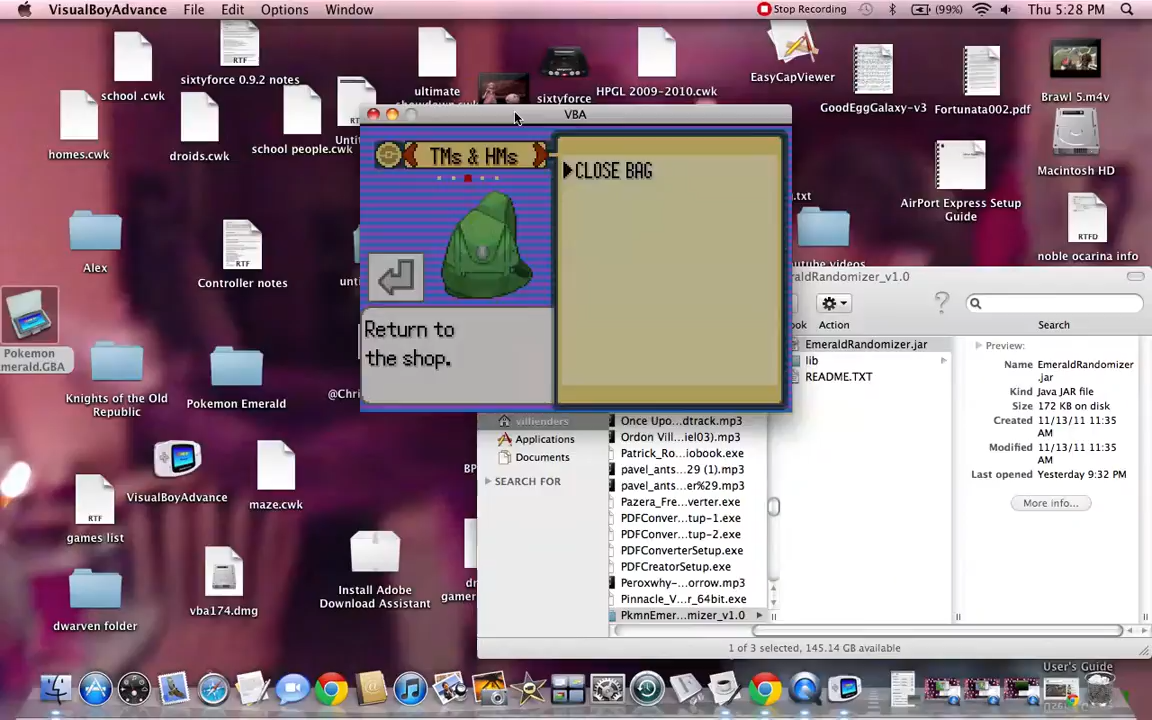 VisualBoyAdvance File Edit Options Window Stop Recording (99%) Thu 5:28 PM
school .cwk
sixtyforce 0.9.2 notes
ultimate
sixtyforce
HPGL 2009-2010.cwk
EasyCapViewer
GoodEggGalaxy-v3
Fortunata002.pdf
Brawl 5.m4v
homes.cwk
droids.cwk
school people.cwk
VBA
TMs & HMs
CLOSE BAG
Return to
the shop.
Macintosh HD
AirPort Express Setup
Guide
noble ocarina info
Alex
Controller notes
youtube videos
Pokemon
merald.GBA
Knights of the Old
Republic
Pokemon Emerald
VisualBoyAdvance
maze.cwk
games list
vba174.dmg
Install Adobe
Download Assistant
dwarven folder
eraldRandomizer_v1.0
Action
Search
EmeraldRandomizer.jar
lib
README.TXT
Preview:
Name EmeraldRandomizer
.jar
Kind Java JAR file
Size 172 KB on disk
Created 11/13/11 11:35
AM
Modified 11/13/11 11:35
AM
Last opened Yesterday 9:32 PM
More info...
villienders
Applications
Documents
SEARCH FOR
Once Upo...dtrack.mp3
Ordon Vill...iel03).mp3
Patrick_Ro...iobook.exe
pavel_ants...29 (1).mp3
pavel_ants...er%29.mp3
Pazera_Fre...verter.exe
PDFConver...tup-1.exe
PDFConver...tup-2.exe
PDFConverterSetup.exe
PDFCreatorSetup.exe
Peroxwhy-...orrow.mp3
Pinnacle_V...r_64bit.exe
PkmnEmer...mizer_v1.0
1 of 3 selected, 145.14 GB available
User's Guide